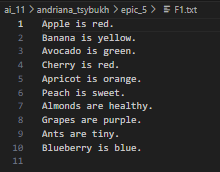 ai_11 > andriana_tsybukh > epic_5 > F1.txt
1 Apple is red.
2 Banana is yellow.
3 Avocado is green.
4 Cherry is red.
5 Apricot is orange.
6 Peach is sweet.
7 Almonds are healthy.
8 Grapes are purple.
9 Ants are tiny.
10 Blueberry is blue.
11